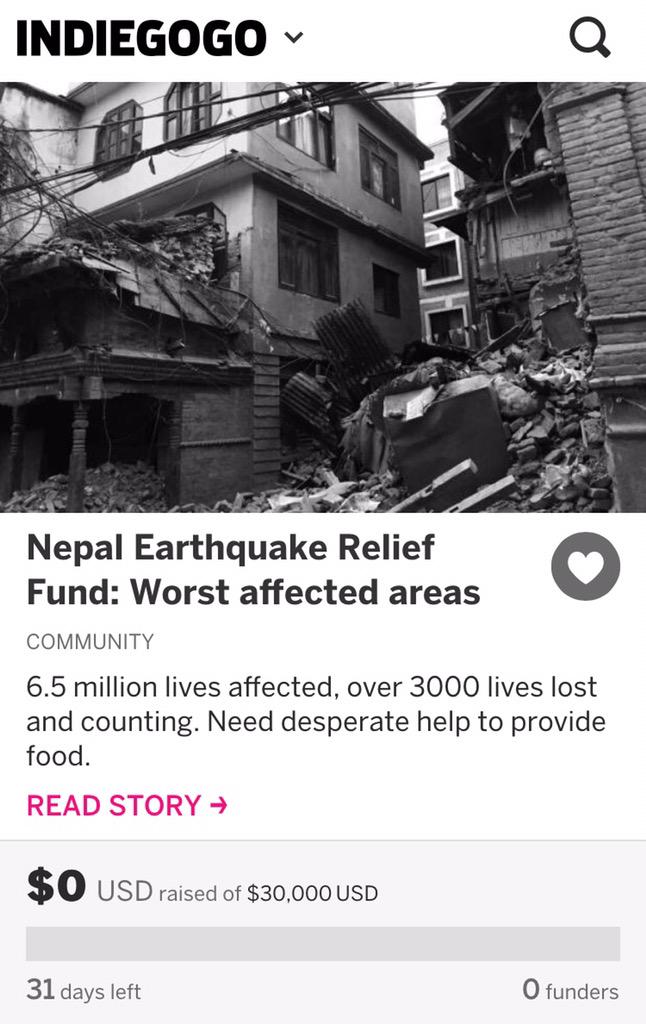 INDIEGOGO
Nepal Earthquake Relief
Fund: Worst affected areas
COMMUNITY
6.5 million lives affected, over 3000 lives lost
and counting. Need desperate help to provide
food.
READ STORY →
$0 USD raised of $30,000 USD
31 days left 0 funders